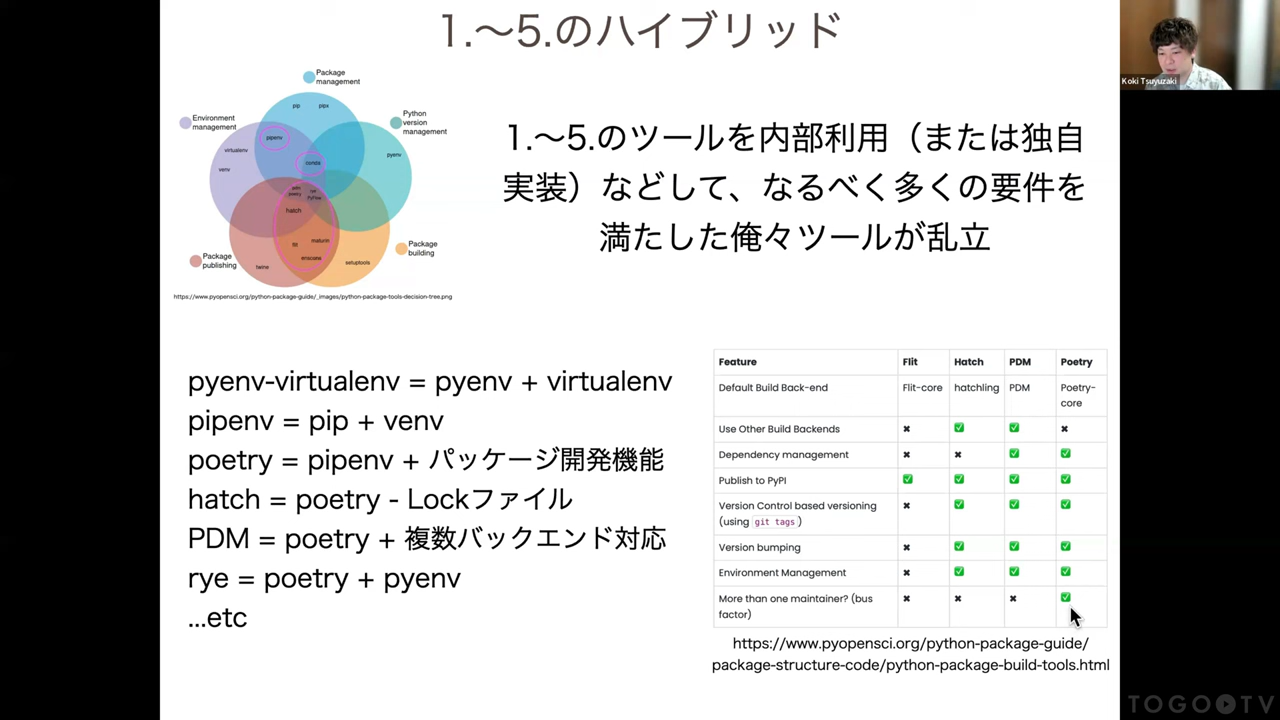 1.〜5.のハイブリッド
Koki Tsuyuzaki
Package
management
pip pipx
Environment
management
Python
version
management
pipenv
virtualenv
venv
conda
pyenv
rye
poetry
PyFlow
hatch
flit
maturin
enscons
Package
building
Package
publishing
twine
setuptools
https://www.pyopensci.org/python-package-guide/_images/python-package-tools-decision-tree.png
1.〜5.のツールを内部利用（または独自
実装）などして、なるべく多くの要件を
満たした俺々ツールが乱立
pyenv-virtualenv = pyenv + virtualenv
pipenv = pip + venv
poetry = pipenv + パッケージ開発機能
hatch = poetry - Lockファイル
PDM = poetry + 複数バックエンド対応
rye = poetry + pyenv
...etc
Feature Flit Hatch PDM Poetry
Default Build Back-end Flit-core hatchling PDM Poetry-
core
Use Other Build Backends ✖ ✅ ✅ ✖
Dependency management ✖ ✖ ✅ ✅
Publish to PyPI ✅ ✅ ✅ ✅
Version Control based versioning ✖ ✅ ✅ ✅
(using git tags)
Version bumping ✖ ✅ ✅ ✅
Environment Management ✖ ✅ ✅ ✅
More than one maintainer? (bus ✖ ✖ ✖ ✅
factor)
https://www.pyopensci.org/python-package-guide/
package-structure-code/python-package-build-tools.html
TOGOTV